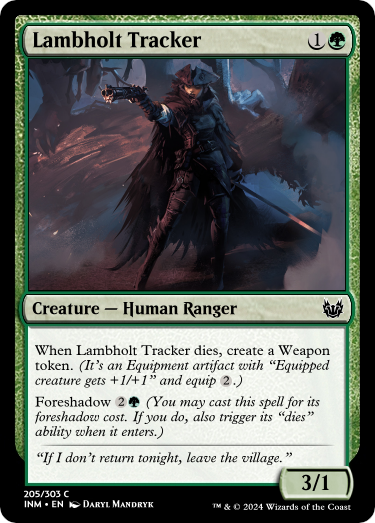 Lambholt Tracker 1
Creature — Human Ranger
When Lambholt Tracker dies, create a Weapon
token. (It's an Equipment artifact with “Equipped
creature gets +1/+1” and equip 2.)
Foreshadow 2 (You may cast this spell for its
foreshadow cost. If you do, also trigger its “dies”
ability when it enters.)
“If I don't return tonight, leave the village.”
3/1
205/303 C
INM • EN DARYL MANDRYK
™ & © 2024 Wizards of the Coast